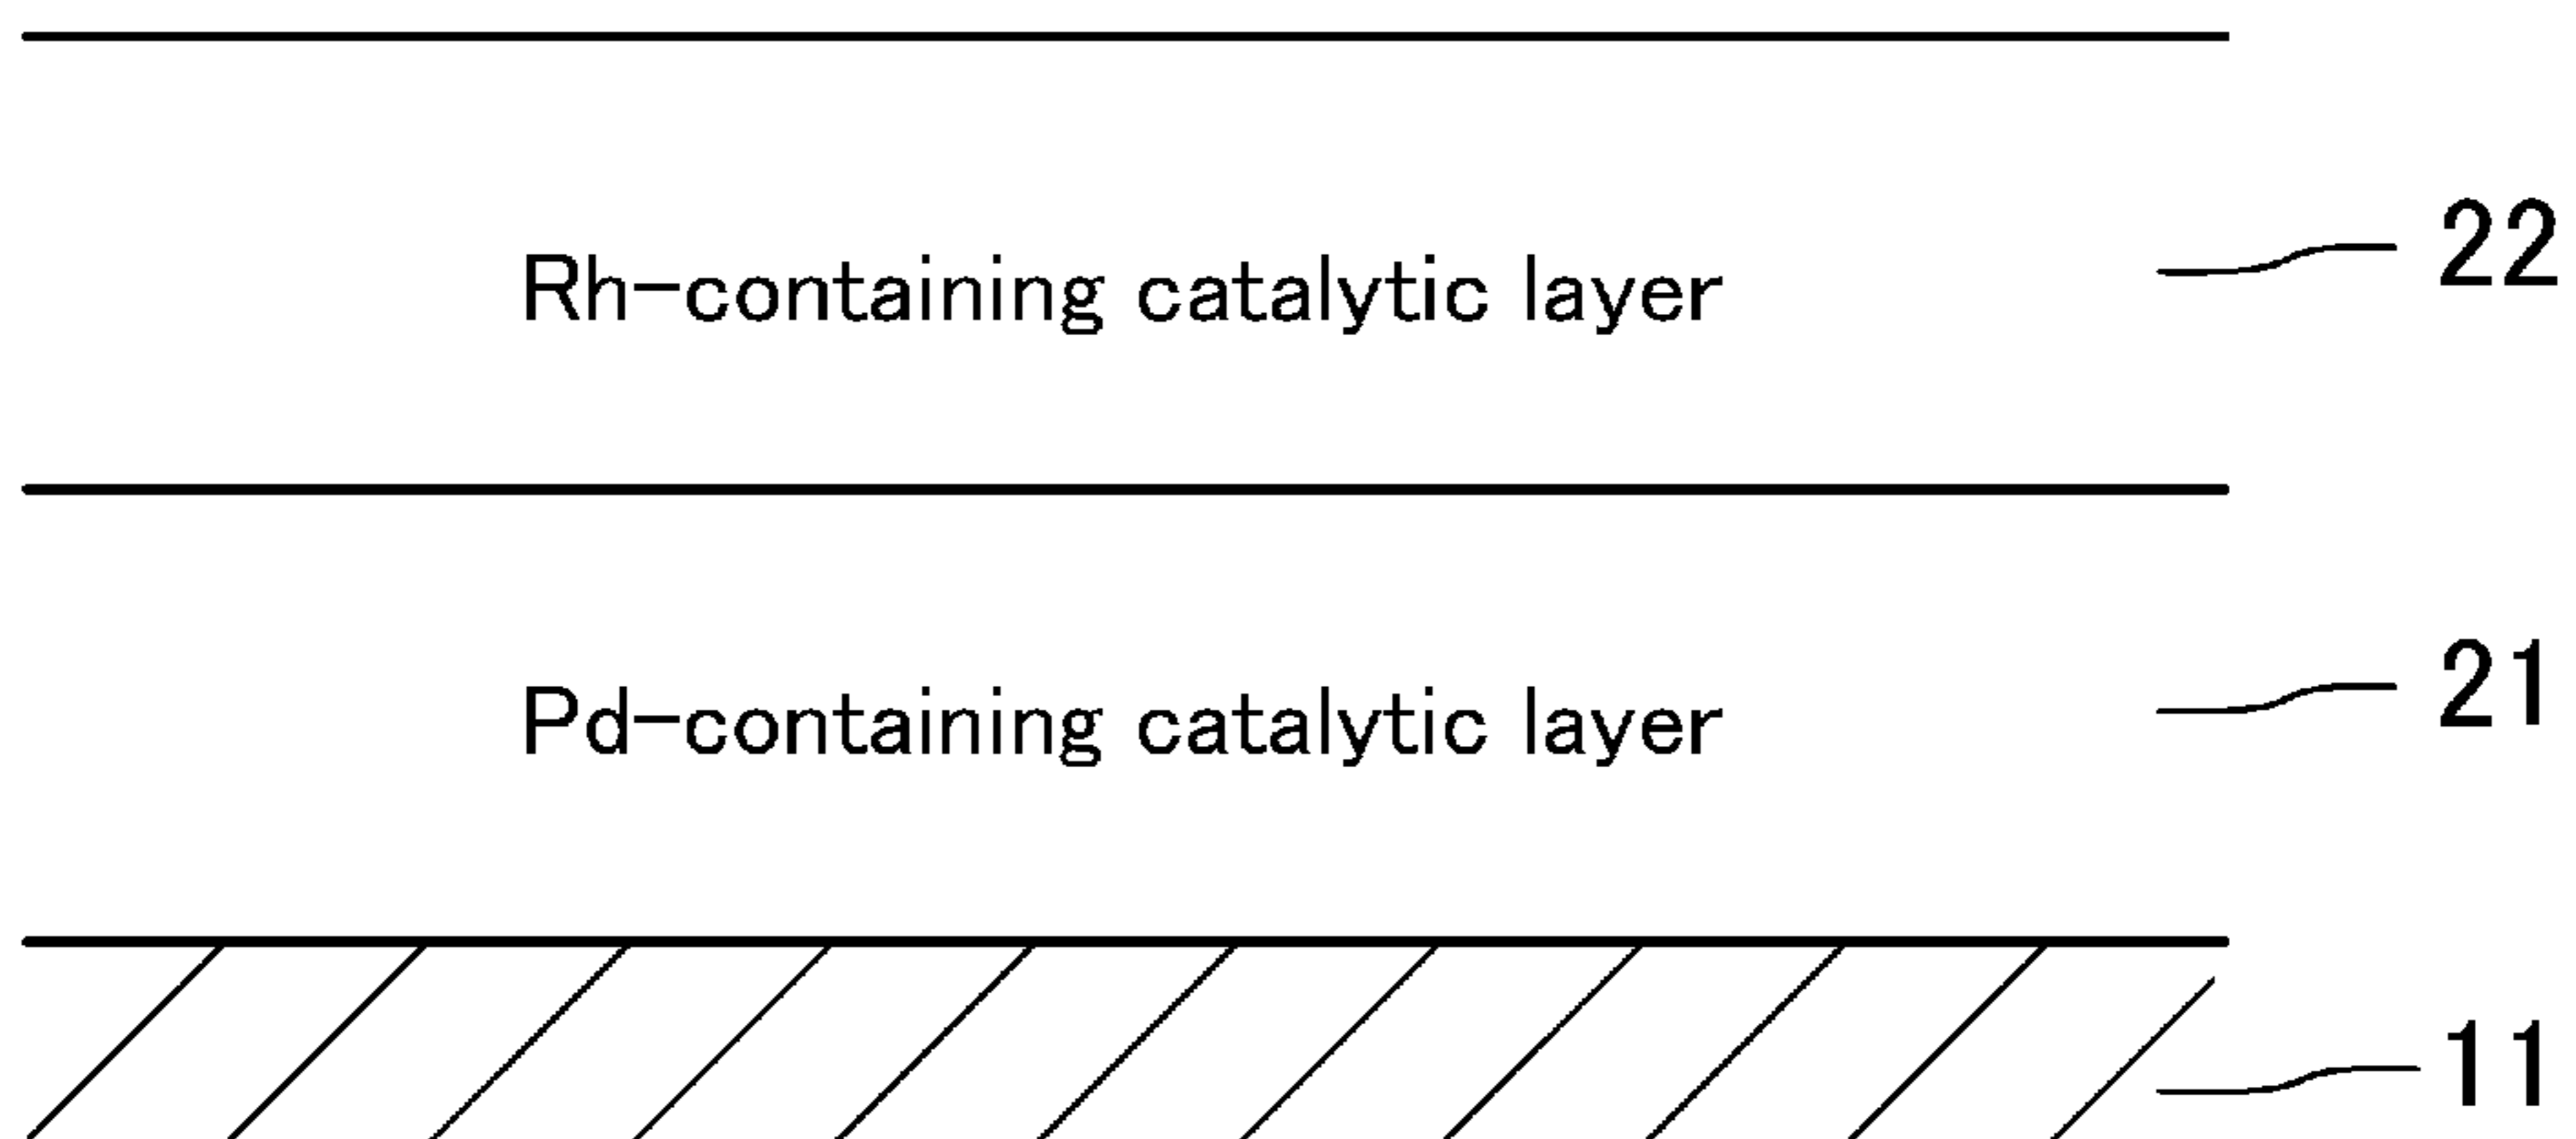 Rh-containing catalytic layer 22
Pd-containing catalytic layer 21
11